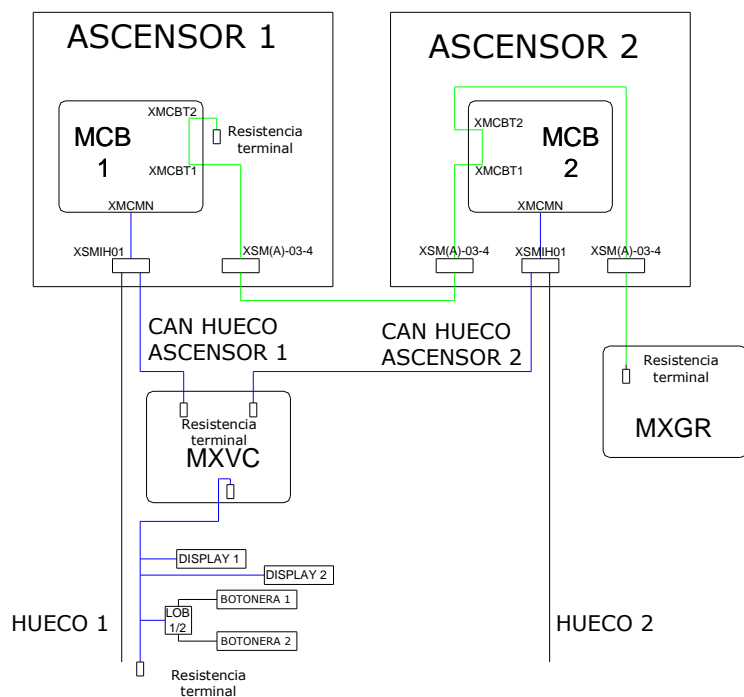 ASCENSOR 1
ASCENSOR 2
XMCBT2
MCB
1
Resistencia
terminal
XMCBT1
XMCMN
XMCBT2
MCB
2
XMCBT1
XMCMN
XSMIH01
XSM(A)-03-4
XSM(A)-03-4
XSMIH01
XSM(A)-03-4
CAN HUECO
ASCENSOR 1
CAN HUECO
ASCENSOR 2
Resistencia
terminal
MXGR
Resistencia
terminal
MXVC
DISPLAY 1
DISPLAY 2
BOTONERA 1
LOB
1/2
BOTONERA 2
HUECO 1
HUECO 2
Resistencia
terminal